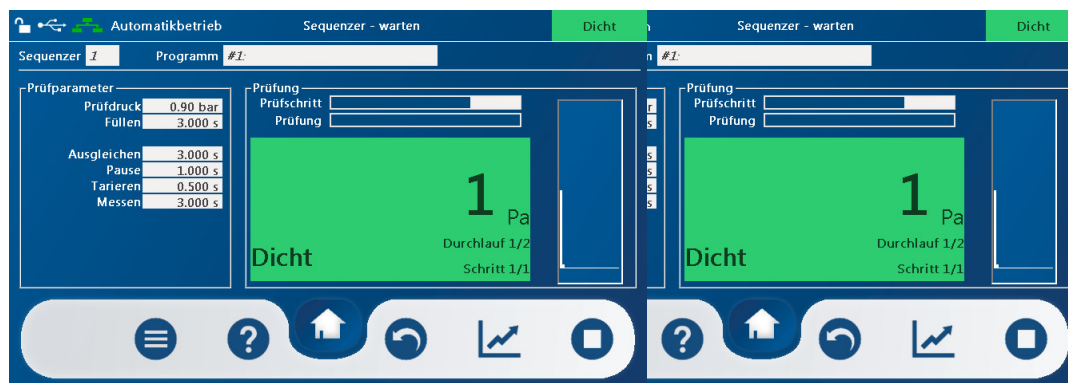 Automatikbetrieb Sequenzer - warten Dicht
Sequenzer 1 Programm #1:
Prüfparameter
Prüfdruck 0.90 bar
Füllen 3.000 s
Ausgleichen 3.000 s
Pause 1.000 s
Tarieren 0.500 s
Messen 3.000 s
Prüfung
Prüfschritt
Prüfung
1 Pa
Durchlauf 1/2
Dicht
Schritt 1/1
?
Sequenzer - warten Dicht
#1:
Prüfung
Prüfschritt
Prüfung
1 Pa
Durchlauf 1/2
Dicht
Schritt 1/1
?